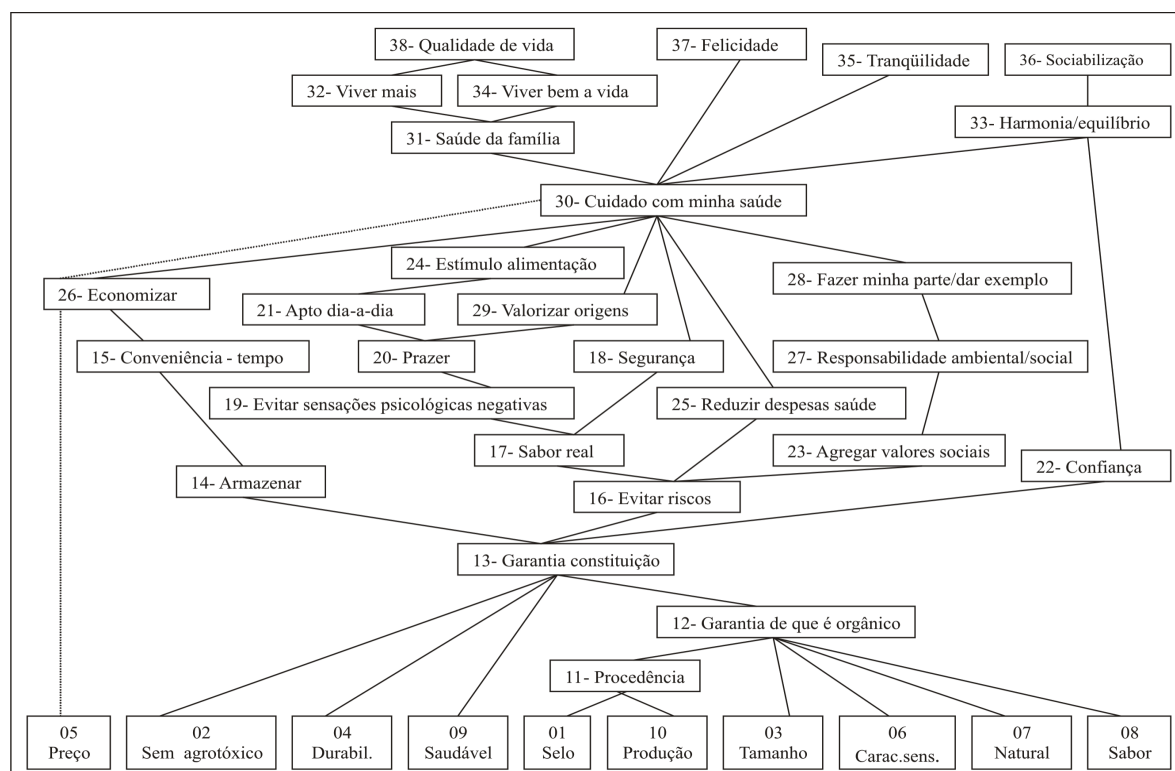 38- Qualidade de vida
37- Felicidade
35- Tranqüilidade
36- Sociabilização
32- Viver mais
34- Viver bem a vida
31- Saúde da família
33- Harmonia/equilíbrio
30- Cuidado com minha saúde
24- Estímulo alimentação
26- Economizar
28- Fazer minha parte/dar exemplo
21- Apto dia-a-dia
29- Valorizar origens
15- Conveniência - tempo
20- Prazer
18- Segurança
27- Responsabilidade ambiental/social
19- Evitar sensações psicológicas negativas
25- Reduzir despesas saúde
17- Sabor real
23- Agregar valores sociais
22- Confiança
14- Armazenar
16- Evitar riscos
13- Garantia constituição
12- Garantia de que é orgânico
11- Procedência
05
Preço
02
Sem agrotóxico
04
Durabil.
09
Saudável
01
Selo
10
Produção
03
Tamanho
06
Carac.sens.
07
Natural
08
Sabor